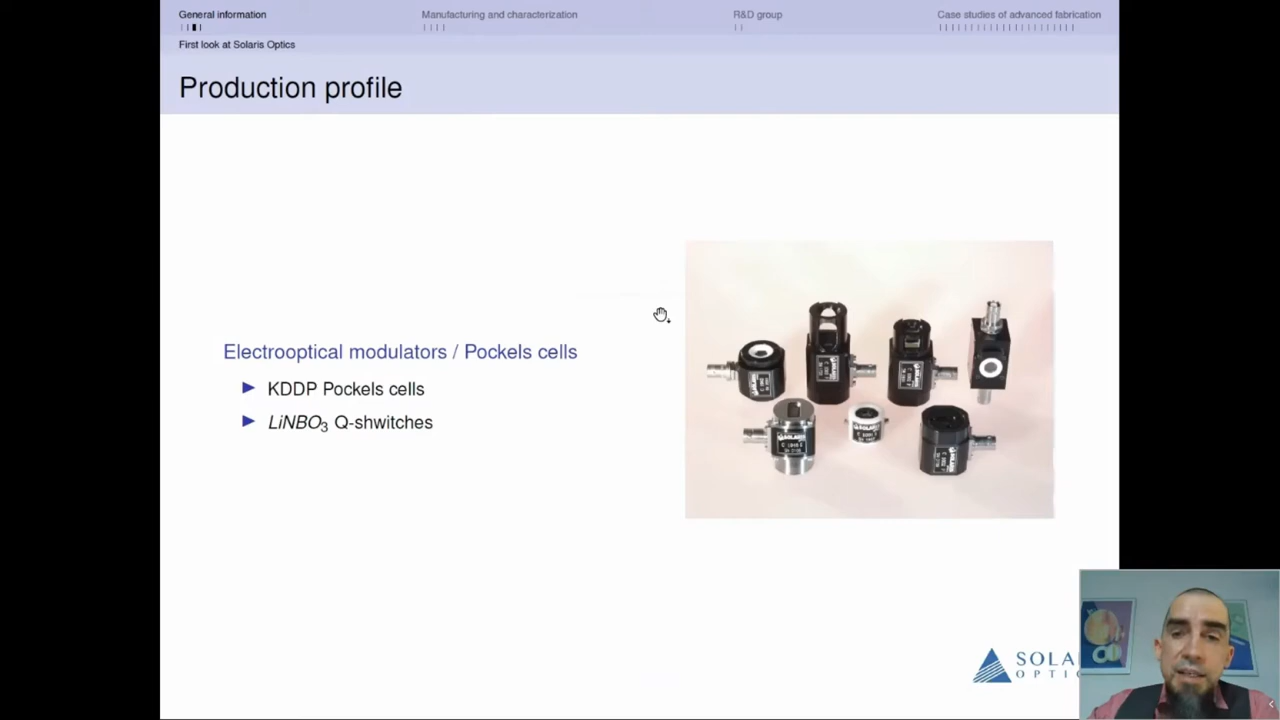 General information
Manufacturing and characterization
R&D group
Case studies of advanced fabrication
First look at Solaris Optics
Production profile
Electrooptical modulators / Pockels cells
KDDP Pockels cells
LiNBO₃ Q-shwitches
SOLARIS